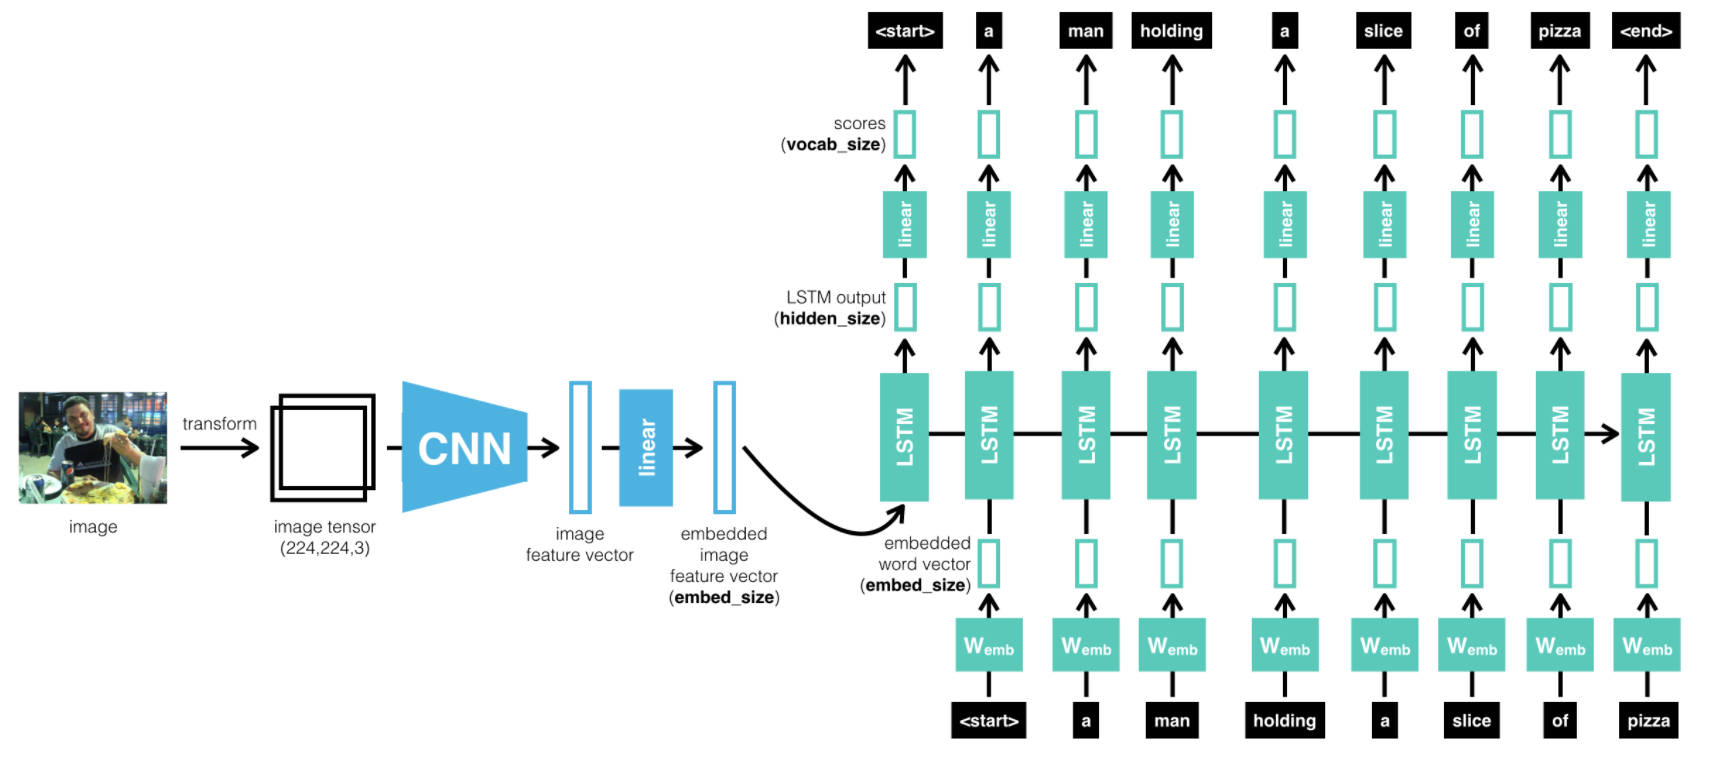 <start> a man holding a slice of pizza <end>
scores
(vocab_size)
linear linear linear linear linear linear linear linear linear
LSTM output
(hidden_size)
LSTM LSTM LSTM LSTM LSTM LSTM LSTM LSTM LSTM
transform
CNN
linear
image
image tensor
(224,224,3)
image
feature vector
embedded
image
feature vector
(embed_size)
embedded
word vector
(embed_size)
Wemb Wemb Wemb Wemb Wemb Wemb Wemb Wemb
<start> a man holding a slice of pizza